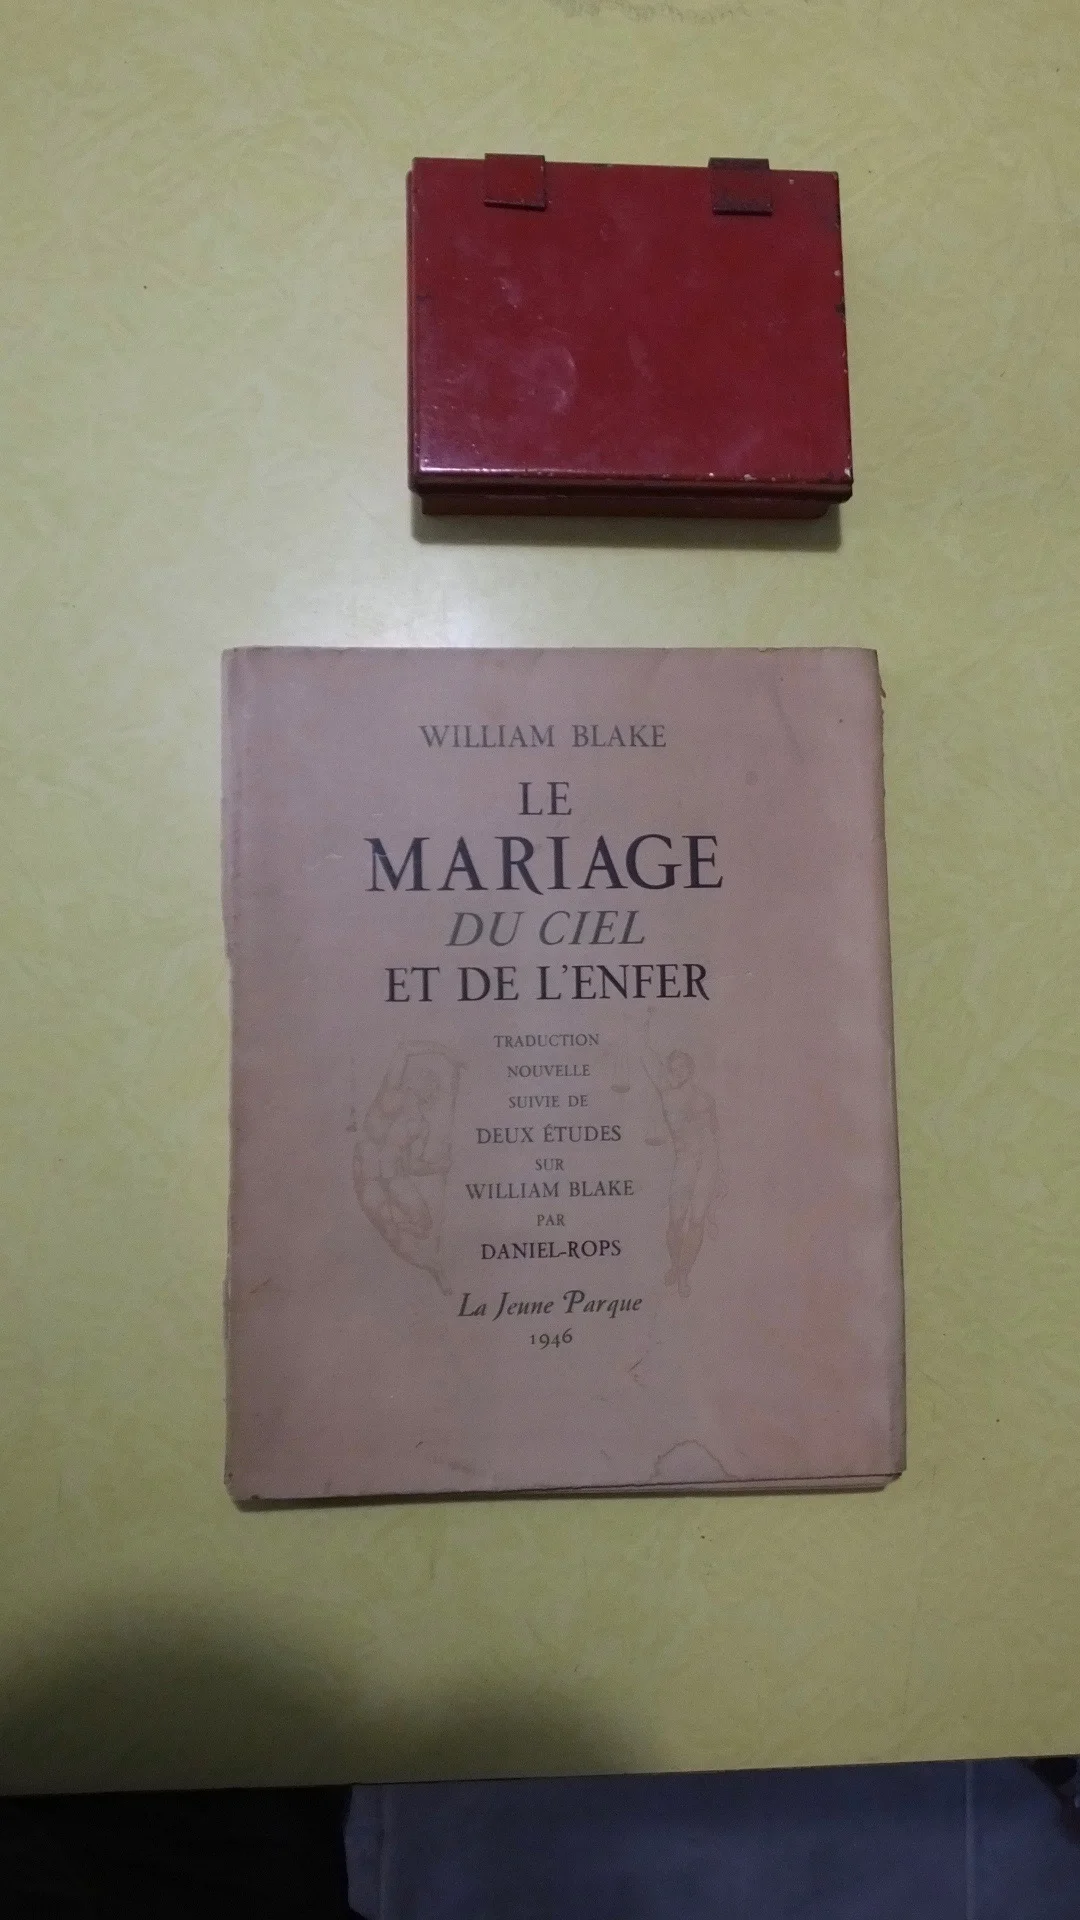 WILLIAM BLAKE
LE
MARIAGE
DU CIEL
ET DE L'ENFER
TRADUCTION
NOUVELLE
SUIVIE DE
DEUX ÉTUDES
SUR
WILLIAM BLAKE
PAR
DANIEL-ROPS
La Jeune Parque
1946